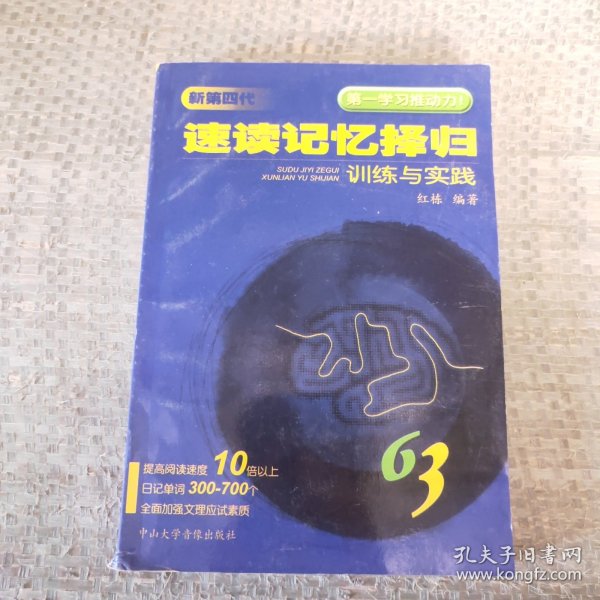 新第四代
第一学习推动力!
速读记忆择归
SUDU JIYI ZEGUI
XUNLIAN YU SHIJIAN
训练与实践
红栋 编著
63
提高阅读速度 10倍以上
日记单词 300-700个
全面加强文理应试素质
中山大学音像出版社
孔夫子旧书网
www.kongfz.com